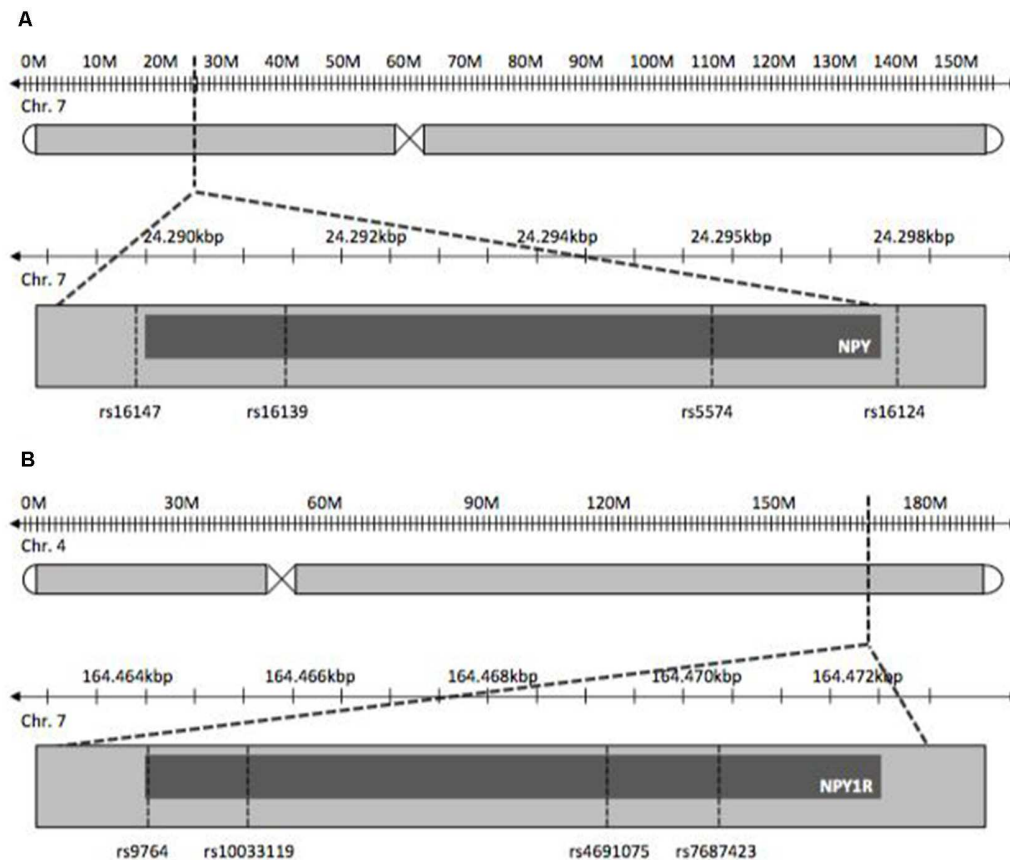 A
0M 10M 20M 30M 40M 50M 60M 70M 80M 90M 100M 110M 120M 130M 140M 150M
Chr. 7
24.290kbp 24.292kbp 24.294kbp 24.295kbp 24.298kbp
Chr. 7
NPY
rs16147 rs16139 rs5574 rs16124
B
0M 30M 60M 90M 120M 150M 180M
Chr. 4
164.464kbp 164.466kbp 164.468kbp 164.470kbp 164.472kbp
Chr. 7
NPY1R
rs9764 rs10033119 rs4691075 rs7687423